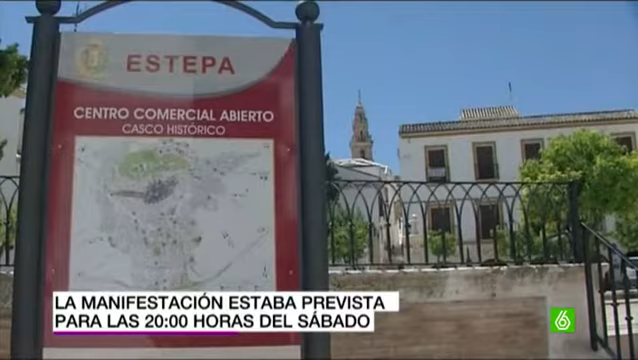 ESTEPA
CENTRO COMERCIAL ABIERTO
CASCO HISTÓRICO
LA MANIFESTACIÓN ESTABA PREVISTA
PARA LAS 20:00 HORAS DEL SÁBADO
6